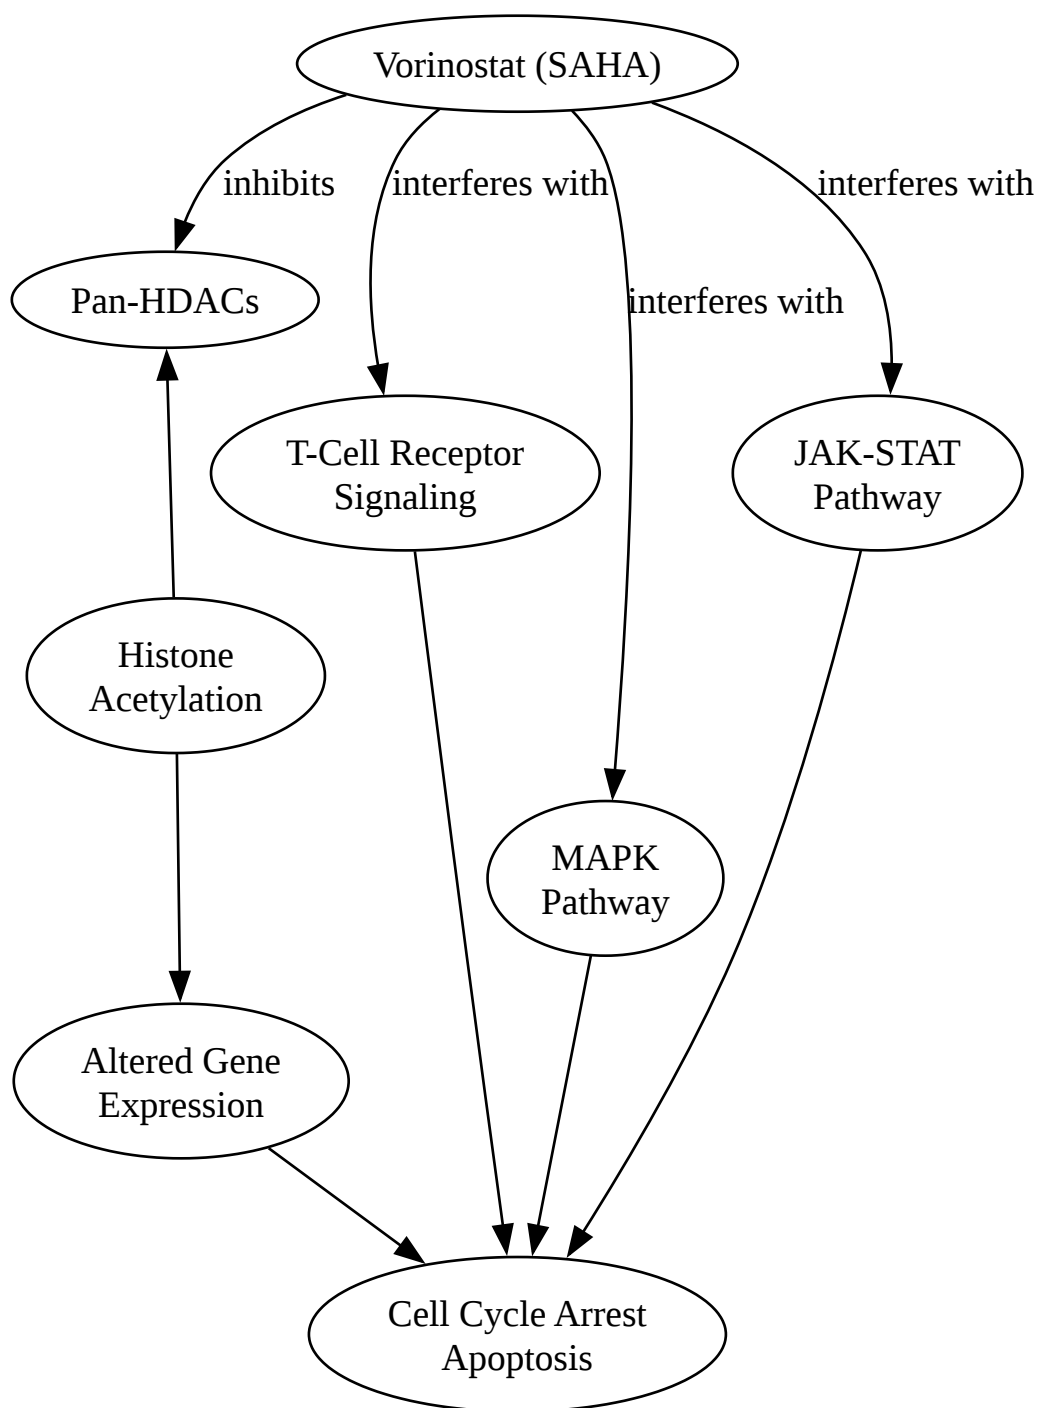 Vorinostat (SAHA)
inhibits
interferes with
interferes with
Pan-HDACs
interferes with
T-Cell Receptor
Signaling
JAK-STAT
Pathway
Histone
Acetylation
MAPK
Pathway
Altered Gene
Expression
Cell Cycle Arrest
Apoptosis